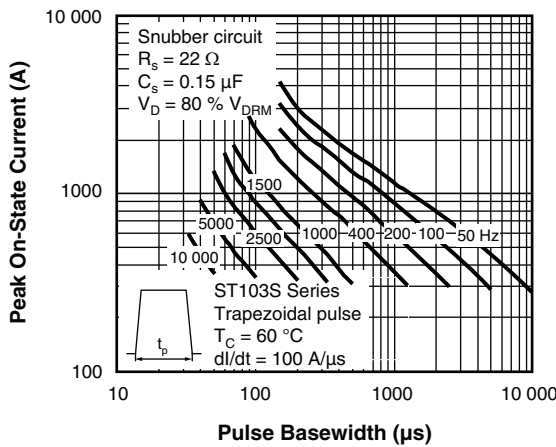 Peak On-State Current (A)
10 000
1000
100
Snubber circuit
Rs = 22 Ω
Cs = 0.15 µF
VD = 80 % VDRM
1500
5000
2500
10 000
1000
400
200
100
50 Hz
ST103S Series
Trapezoidal pulse
TC = 60 °C
dI/dt = 100 A/µs
tp
10
100
1000
10 000
Pulse Basewidth (µs)